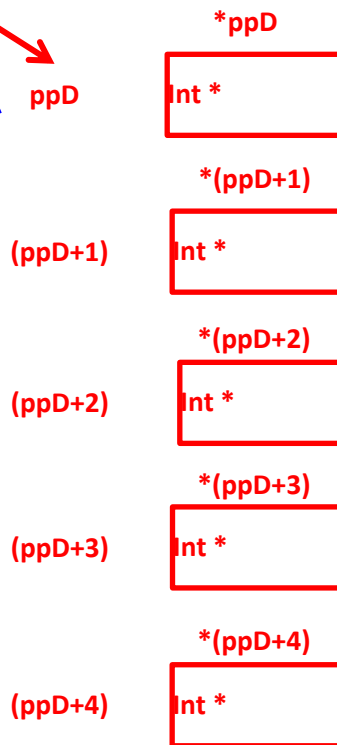 *ppD
ppD Int *
*(ppD+1)
(ppD+1) Int *
*(ppD+2)
(ppD+2) Int *
*(ppD+3)
(ppD+3) Int *
*(ppD+4)
(ppD+4) Int *